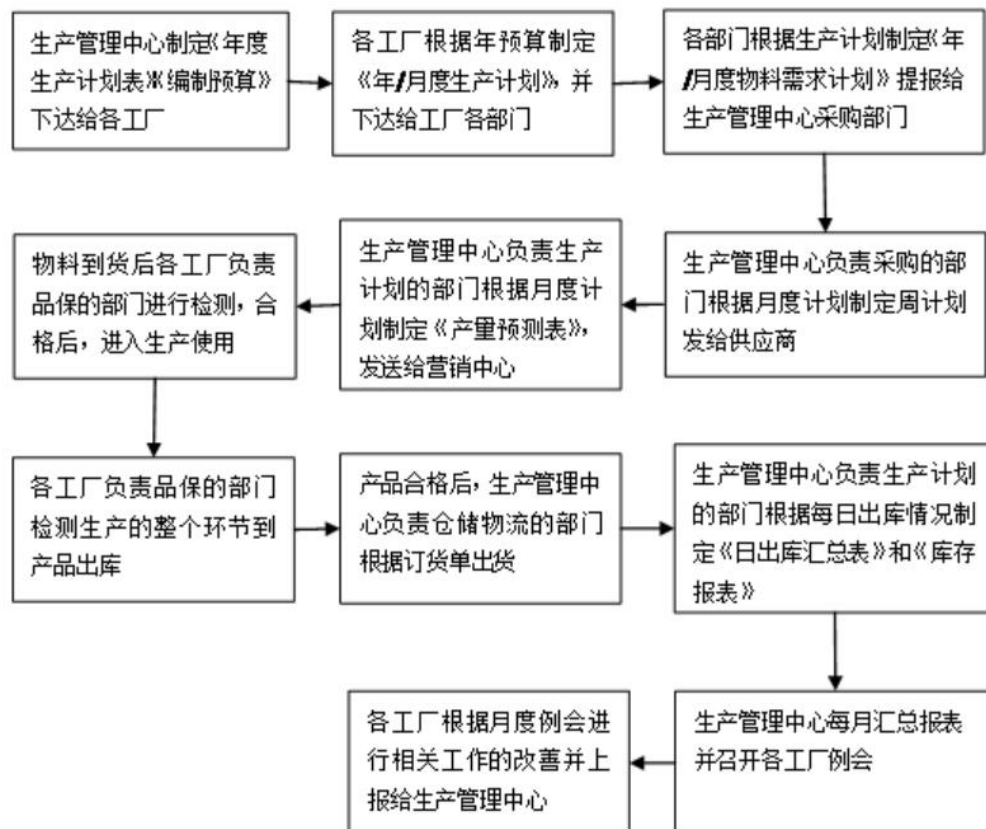 生产管理中心制定《年度
生产计划表》《编制预算》
下达给各工厂
各工厂根据年预算制定
《年/月度生产计划》，并
下达给工厂各部门
各部门根据生产计划制定《年
/月度物料需求计划》提报给
生产管理中心采购部门
生产管理中心负责采购的部
门根据月度计划制定周计划
发给供应商
生产管理中心负责生产
计划的部门根据月度计
划制定《产量预测表》，
发送给营销中心
物料到货后各工厂负责
品保的部门进行检测，合
格后，进入生产使用
各工厂负责品保的部门
检测生产的整个环节到
产品出库
产品合格后，生产管理中
心负责仓储物流的部门
根据订货单出货
生产管理中心负责生产计划
的部门根据每日出库情况制
定《日出库汇总表》和《库存
报表》
生产管理中心每月汇总报表
并召开各工厂例会
各工厂根据月度例会进
行相关工作的改善并上
报给生产管理中心